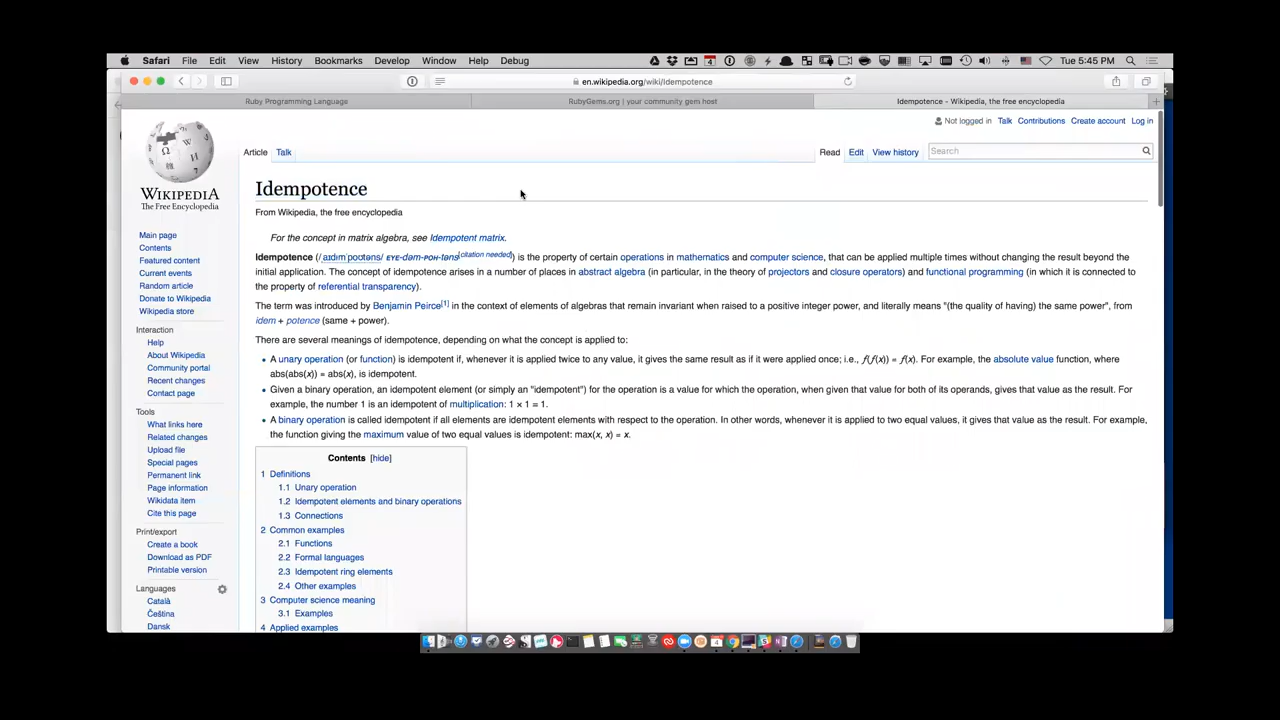 Safari File Edit View History Bookmarks Develop Window Help Debug
Tue 5:45 PM
en.wikipedia.org/wiki/Idempotence
Ruby Programming Language
RubyGems.org | your community gem host
Idempotence - Wikipedia, the free encyclopedia
Not logged in Talk Contributions Create account Log in
Article Talk
Read Edit View history Search
WIKIPEDIA
The Free Encyclopedia
Main page
Contents
Featured content
Current events
Random article
Donate to Wikipedia
Wikipedia store
Interaction
Help
About Wikipedia
Community portal
Recent changes
Contact page
Tools
What links here
Related changes
Upload file
Special pages
Permanent link
Page information
Wikidata item
Cite this page
Print/export
Create a book
Download as PDF
Printable version
Languages
Català
Čeština
Dansk
Idempotence
From Wikipedia, the free encyclopedia
For the concept in matrix algebra, see Idempotent matrix.
Idempotence (/ˌaɪdɪmˈpoʊtəns/ EYE-dəm-POH-təns[citation needed]) is the property of certain operations in mathematics and computer science, that can be applied multiple times without changing the result beyond the
initial application. The concept of idempotence arises in a number of places in abstract algebra (in particular, in the theory of projectors and closure operators) and functional programming (in which it is connected to
the property of referential transparency).
The term was introduced by Benjamin Peirce[1] in the context of elements of algebras that remain invariant when raised to a positive integer power, and literally means "(the quality of having) the same power", from
idem + potence (same + power).
There are several meanings of idempotence, depending on what the concept is applied to:
• A unary operation (or function) is idempotent if, whenever it is applied twice to any value, it gives the same result as if it were applied once; i.e., ƒ(ƒ(x)) = ƒ(x). For example, the absolute value function, where
abs(abs(x)) = abs(x), is idempotent.
• Given a binary operation, an idempotent element (or simply an "idempotent") for the operation is a value for which the operation, when given that value for both of its operands, gives that value as the result. For
example, the number 1 is an idempotent of multiplication: 1 × 1 = 1.
• A binary operation is called idempotent if all elements are idempotent elements with respect to the operation. In other words, whenever it is applied to two equal values, it gives that value as the result. For example,
the function giving the maximum value of two equal values is idempotent: max(x, x) = x.
Contents [hide]
1 Definitions
1.1 Unary operation
1.2 Idempotent elements and binary operations
1.3 Connections
2 Common examples
2.1 Functions
2.2 Formal languages
2.3 Idempotent ring elements
2.4 Other examples
3 Computer science meaning
3.1 Examples
4 Applied examples